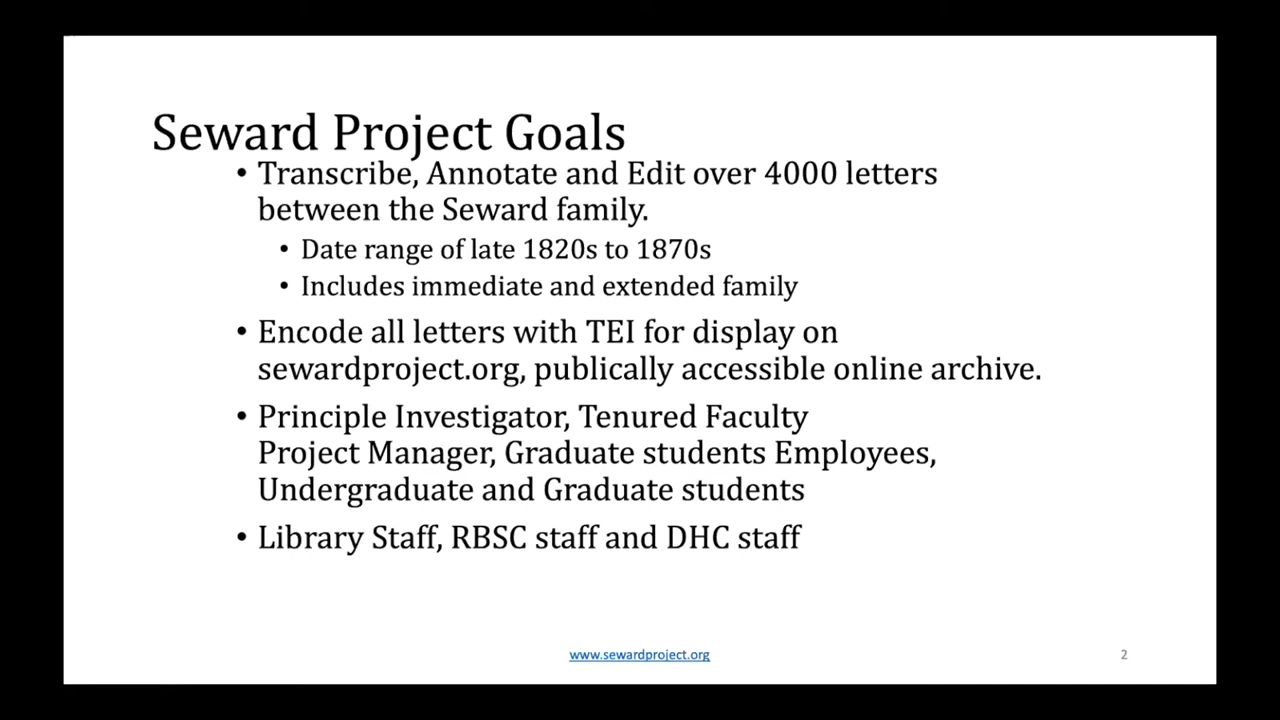 Seward Project Goals
• Transcribe, Annotate and Edit over 4000 letters
between the Seward family.
• Date range of late 1820s to 1870s
• Includes immediate and extended family
• Encode all letters with TEI for display on
sewardproject.org, publically accessible online archive.
• Principle Investigator, Tenured Faculty
Project Manager, Graduate students Employees,
Undergraduate and Graduate students
• Library Staff, RBSC staff and DHC staff
www.sewardproject.org
2